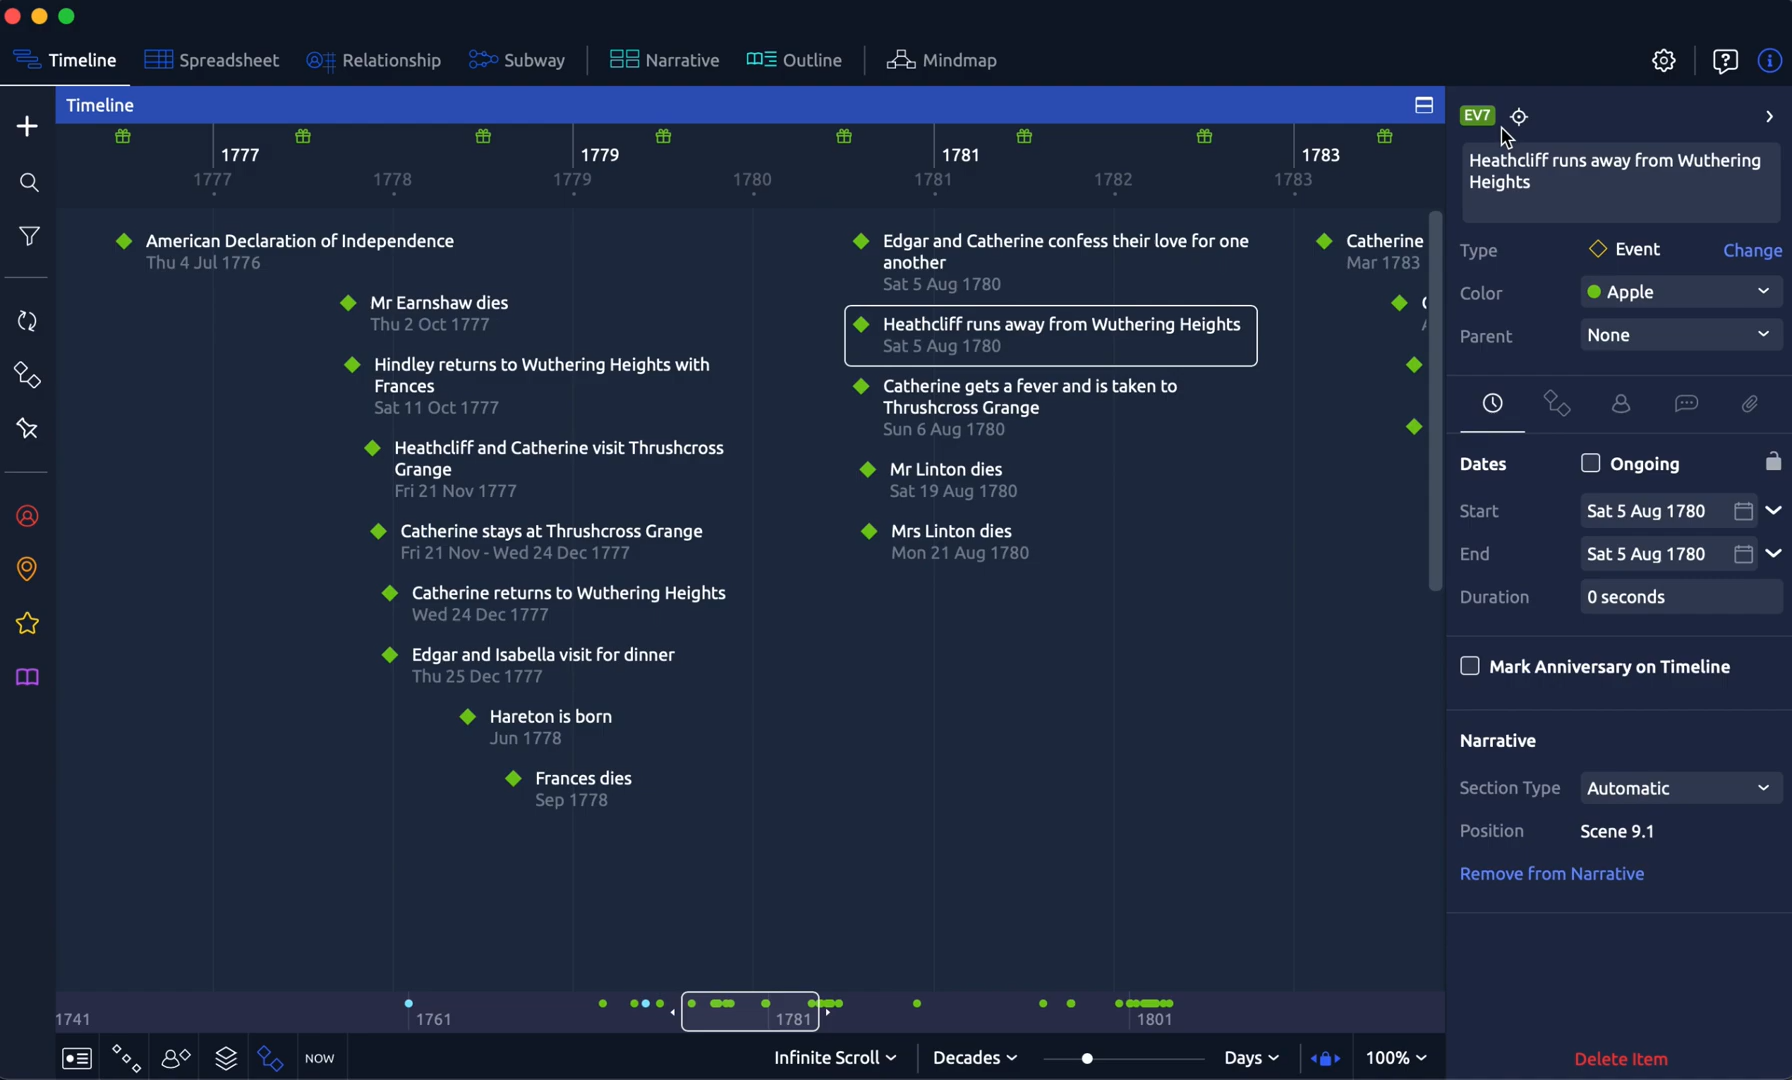 Timeline
Spreadsheet
Relationship
Subway
Narrative
Outline
Mindmap
Timeline
1777
1779
1781
1783
1777
1778
1779
1780
1781
1782
1783
American Declaration of Independence
Thu 4 Jul 1776
Mr Earnshaw dies
Thu 2 Oct 1777
Hindley returns to Wuthering Heights with
Frances
Sat 11 Oct 1777
Heathcliff and Catherine visit Thrushcross
Grange
Fri 21 Nov 1777
Catherine stays at Thrushcross Grange
Fri 21 Nov - Wed 24 Dec 1777
Catherine returns to Wuthering Heights
Wed 24 Dec 1777
Edgar and Isabella visit for dinner
Thu 25 Dec 1777
Hareton is born
Jun 1778
Frances dies
Sep 1778
Edgar and Catherine confess their love for one
another
Sat 5 Aug 1780
Heathcliff runs away from Wuthering Heights
Sat 5 Aug 1780
Catherine gets a fever and is taken to
Thrushcross Grange
Sun 6 Aug 1780
Mr Linton dies
Sat 19 Aug 1780
Mrs Linton dies
Mon 21 Aug 1780
Catherine
Mar 1783
1741
1761
1781
1801
NOW
Infinite Scroll
Decades
Days
100%
EV7
Heathcliff runs away from Wuthering
Heights
Type
Event
Change
Color
Apple
Parent
None
Dates
Ongoing
Start
Sat 5 Aug 1780
End
Sat 5 Aug 1780
Duration
0 seconds
Mark Anniversary on Timeline
Narrative
Section Type
Automatic
Position
Scene 9.1
Remove from Narrative
Delete Item